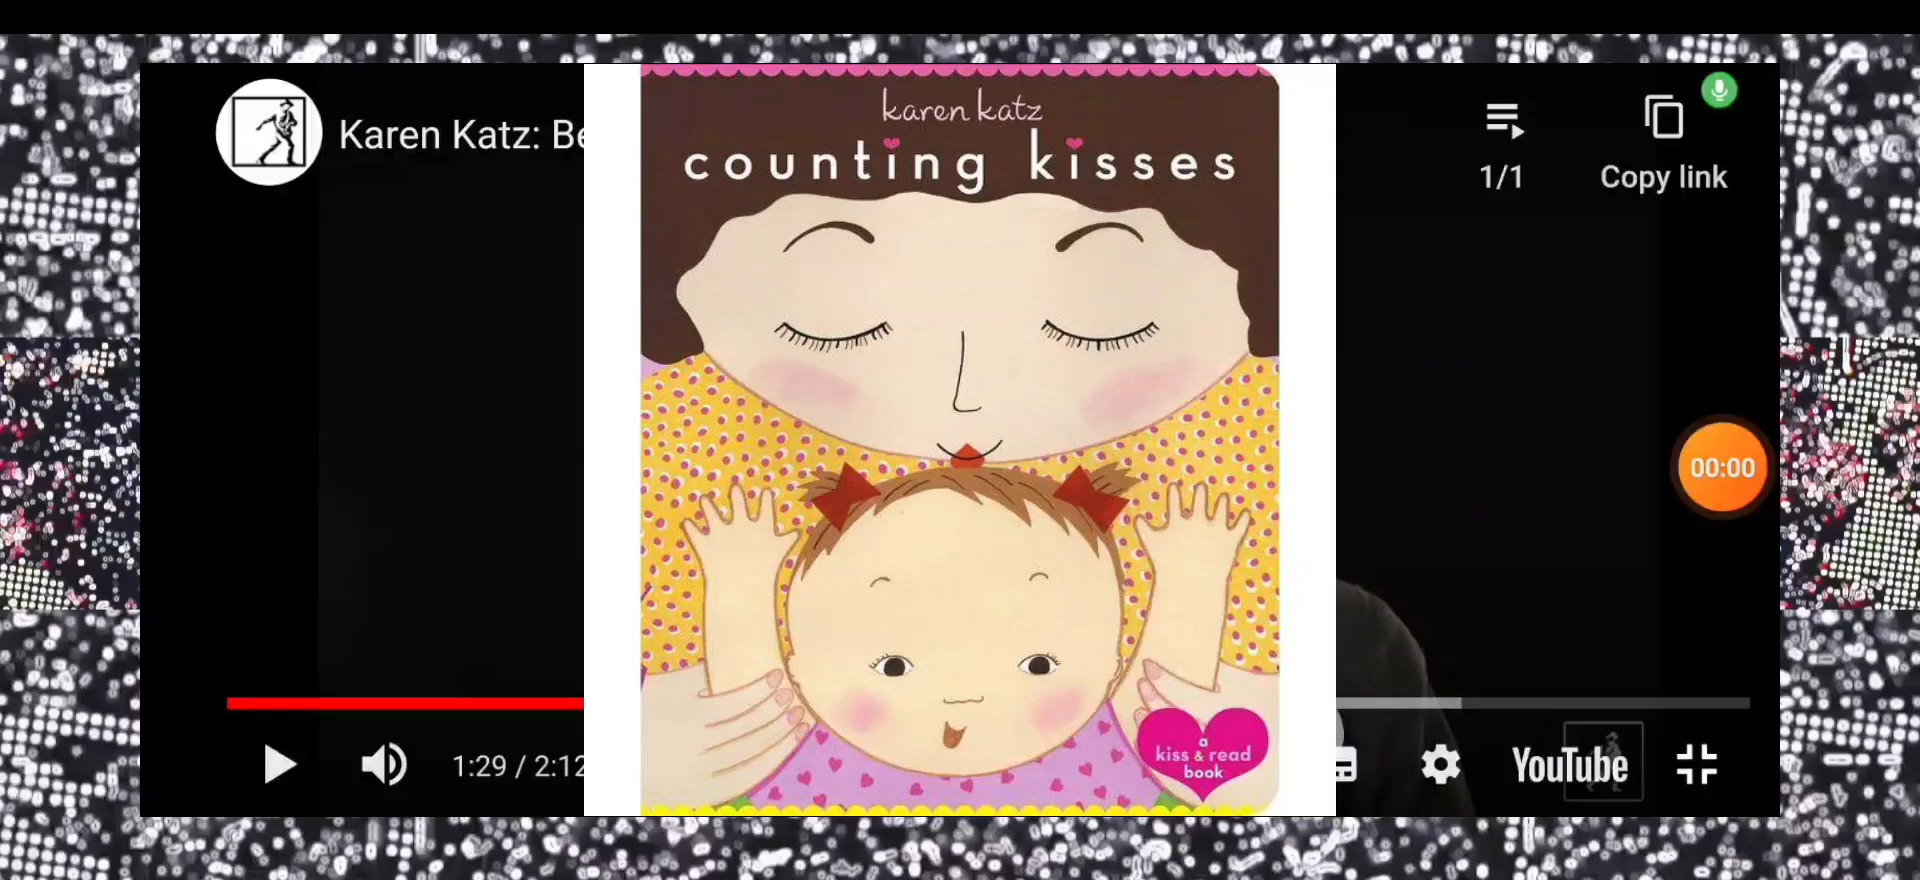 Karen Katz: Be
karen katz
counting kisses
1/1
Copy link
00:00
a
kiss & read
book
1:29 / 2:12
YouTube